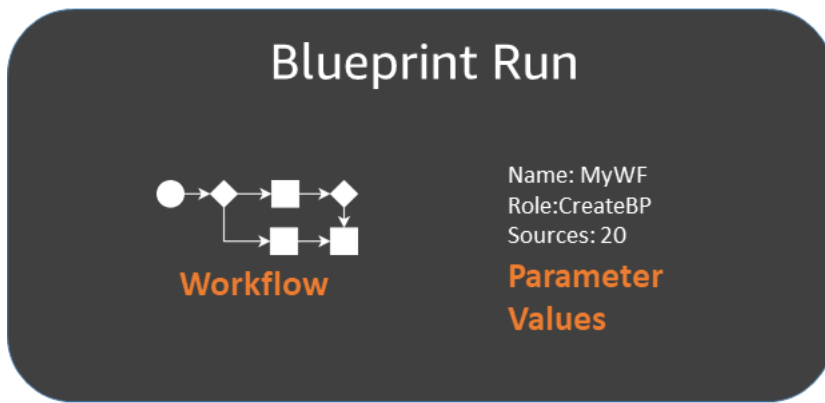 Blueprint Run
Workflow
Name: MyWF
Role:CreateBP
Sources: 20
Parameter
Values